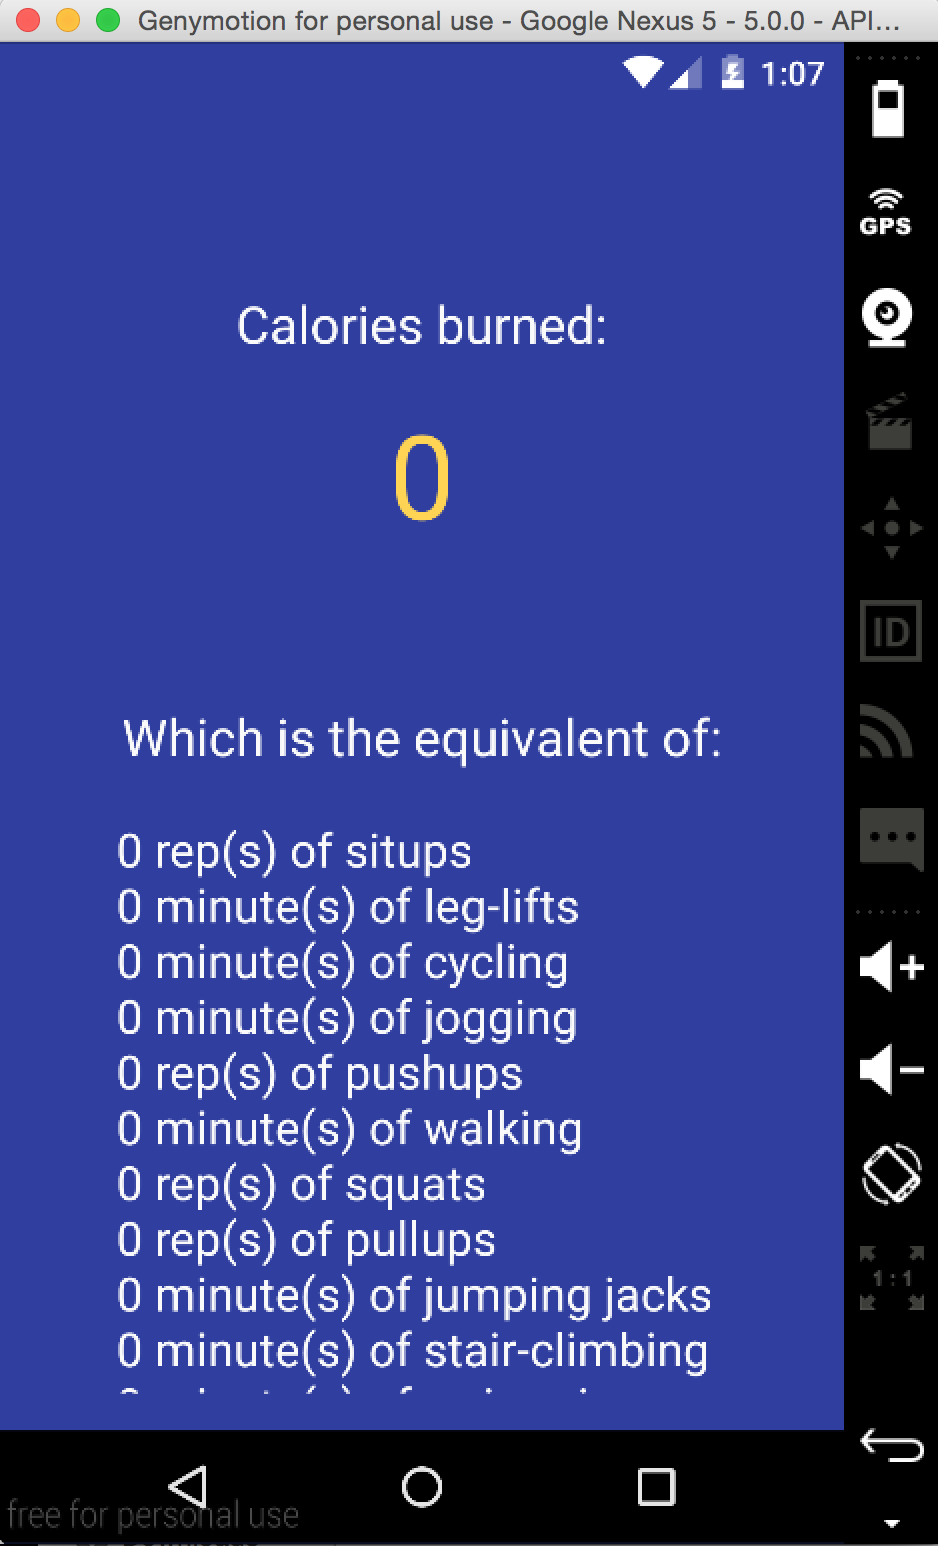 Genymotion for personal use - Google Nexus 5 - 5.0.0 - API...
1:07
GPS
Calories burned:
0
ID
Which is the equivalent of:
0 rep(s) of situps
0 minute(s) of leg-lifts
0 minute(s) of cycling
0 minute(s) of jogging
0 rep(s) of pushups
0 minute(s) of walking
0 rep(s) of squats
0 rep(s) of pullups
0 minute(s) of jumping jacks
0 minute(s) of stair-climbing
1:1
free for personal use